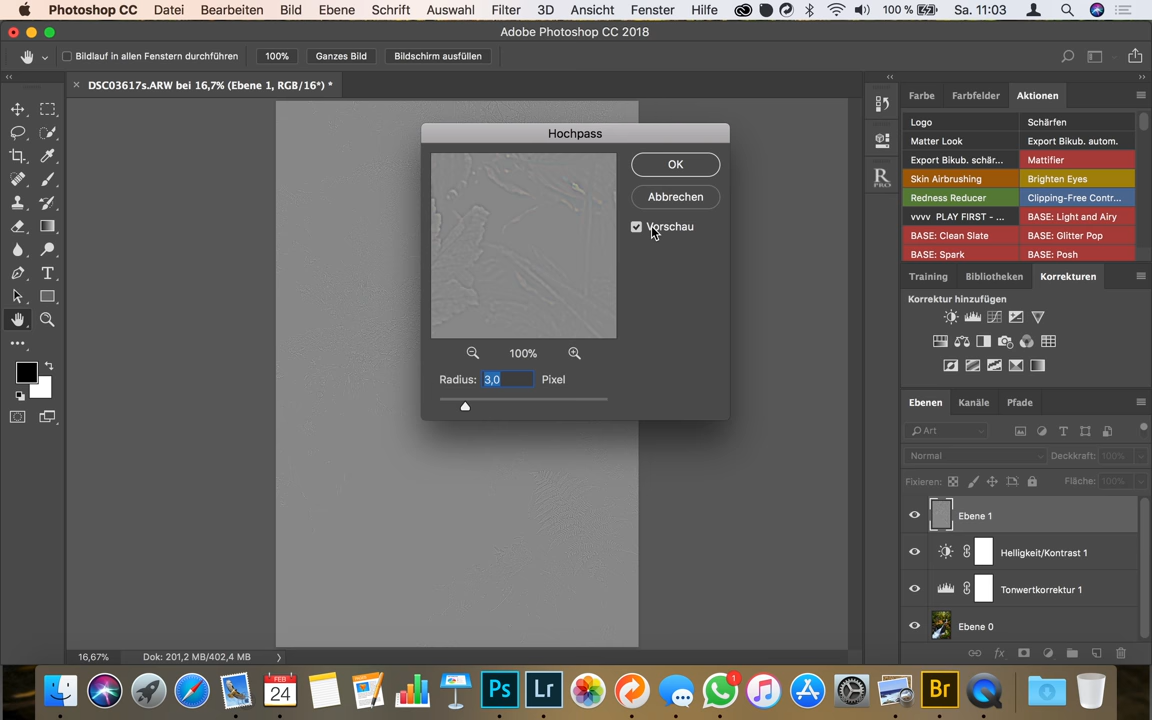 Photoshop CC Datei Bearbeiten Bild Ebene Schrift Auswahl Filter 3D Ansicht Fenster Hilfe 100 % Sa. 11:03
Adobe Photoshop CC 2018
Bildlauf in allen Fenstern durchführen 100% Ganzes Bild Bildschirm ausfüllen
DSC03617s.ARW bei 16,7% (Ebene 1, RGB/16*) *
Hochpass
OK
Abbrechen
Vorschau
100%
Radius: 3,0 Pixel
Farbe Farbfelder Aktionen
Logo Schärfen
Matter Look Export Bikub. autom.
Export Bikub. schär... Mattifier
Skin Airbrushing Brighten Eyes
Redness Reducer Clipping-Free Contr...
vvvv PLAY FIRST - ... BASE: Light and Airy
BASE: Clean Slate BASE: Glitter Pop
BASE: Spark BASE: Posh
Training Bibliotheken Korrekturen
Korrektur hinzufügen
Ebenen Kanäle Pfade
Art
Normal Deckkraft: 100%
Fixieren: Fläche: 100%
Ebene 1
Helligkeit/Kontrast 1
Tonwertkorrektur 1
Ebene 0
fx
16,67% Dok: 201,2 MB/402,4 MB
R
PRO
T
FEB
24
Ps
Lr
1
Br